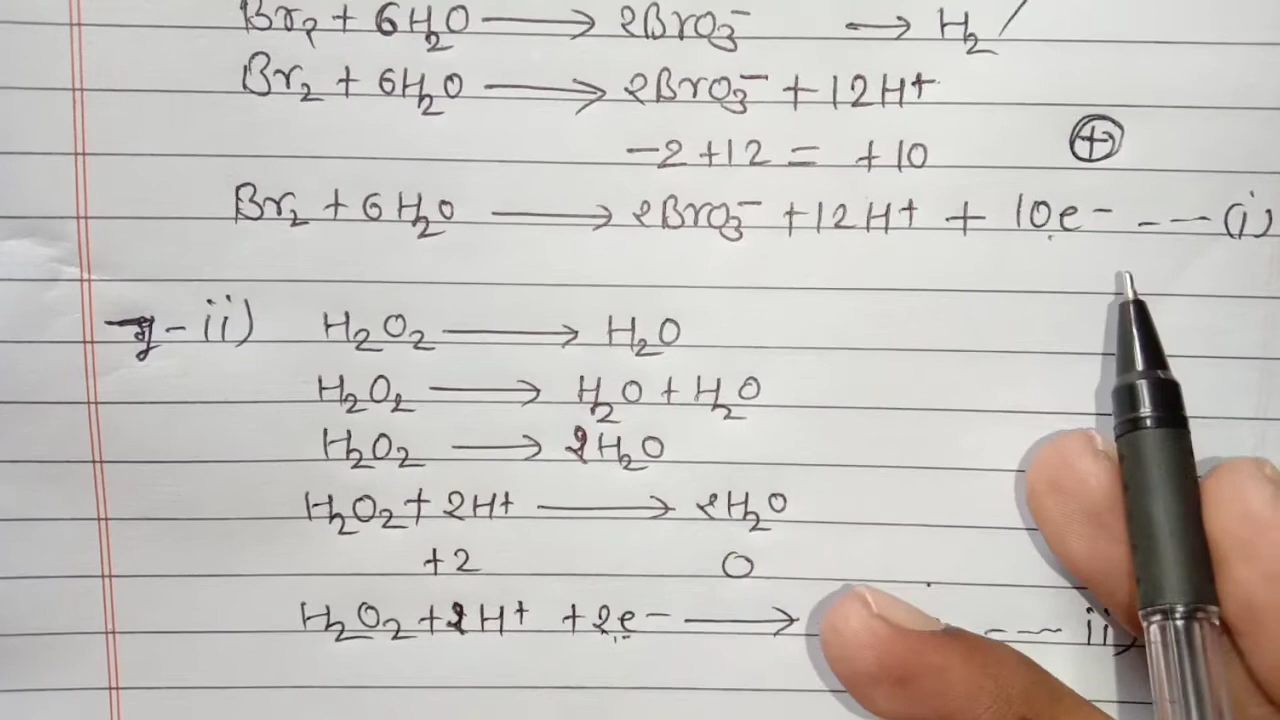 Br₂ + 6H₂O ⟶ 2BrO₃⁻ ⟶ H₂
Br₂ + 6H₂O ⟶ 2BrO₃⁻ + 12H⁺
−2 + 12 = +10 ⊕
Br₂ + 6H₂O ⟶ 2BrO₃⁻ + 12H⁺ + 10e⁻ --- (i)
ii) H₂O₂ ⟶ H₂O
H₂O₂ ⟶ H₂O + H₂O
H₂O₂ ⟶ 2H₂O
H₂O₂ + 2H⁺ ⟶ 2H₂O
+2 0
H₂O₂ + 2H⁺ + 2e⁻ ⟶ --- ii)